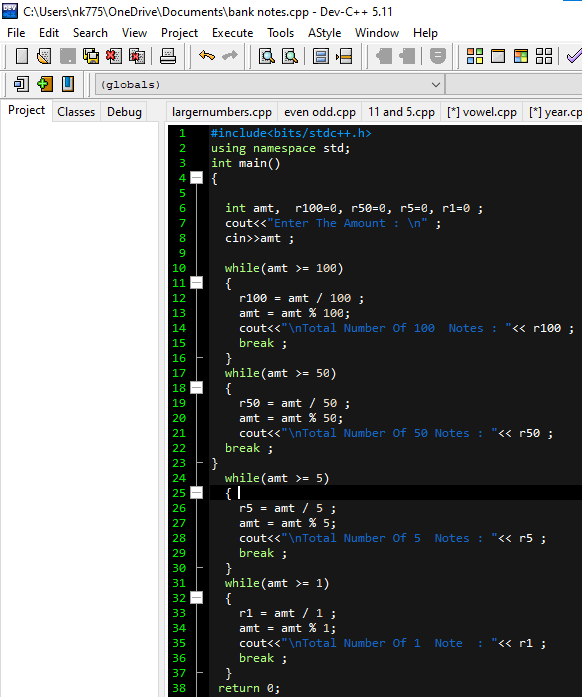 C:\Users\nk775\OneDrive\Documents\bank notes.cpp - Dev-C++ 5.11
File Edit Search View Project Execute Tools AStyle Window Help
(globals)
Project Classes Debug largernumbers.cpp even odd.cpp 11 and 5.cpp [*] vowel.cpp [*] year.cp
1 #include<bits/stdc++.h>
2 using namespace std;
3 int main()
4 {
5
6 int amt,  r100=0, r50=0, r5=0, r1=0 ;
7 cout<<"Enter The Amount : \n" ;
8 cin>>amt ;
9
10 while(amt >= 100)
11 {
12 r100 = amt / 100 ;
13 amt = amt % 100;
14 cout<<"\nTotal Number Of 100  Notes : "<< r100 ;
15 break ;
16 }
17 while(amt >= 50)
18 {
19 r50 = amt / 50 ;
20 amt = amt % 50;
21 cout<<"\nTotal Number Of 50 Notes : "<< r50 ;
22 break ;
23 }
24 while(amt >= 5)
25 {
26 r5 = amt / 5 ;
27 amt = amt % 5;
28 cout<<"\nTotal Number Of 5  Notes : "<< r5 ;
29 break ;
30 }
31 while(amt >= 1)
32 {
33 r1 = amt / 1 ;
34 amt = amt % 1;
35 cout<<"\nTotal Number Of 1  Note  : "<< r1 ;
36 break ;
37 }
38 return 0;